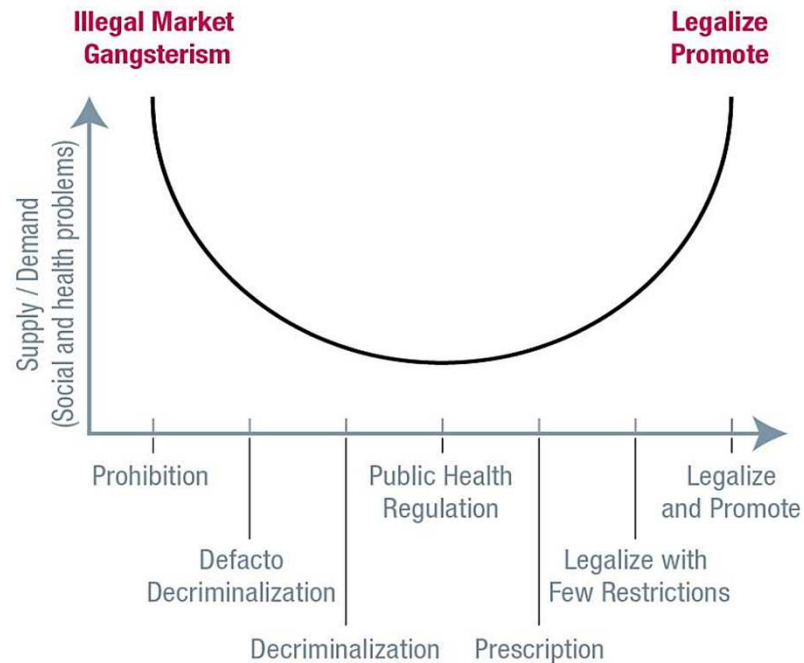 Illegal Market
Gangsterism
Legalize
Promote
Supply / Demand
(Social and health problems)
Prohibition
Public Health
Regulation
Legalize
and Promote
Defacto
Decriminalization
Legalize with
Few Restrictions
Decriminalization
Prescription